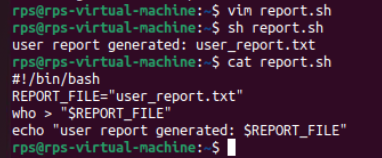 rps@rps-virtual-machine:~$ vim report.sh
rps@rps-virtual-machine:~$ sh report.sh
user report generated: user_report.txt
rps@rps-virtual-machine:~$ cat report.sh
#!/bin/bash
REPORT_FILE="user_report.txt"
who > "$REPORT_FILE"
echo "user report generated: $REPORT_FILE"
rps@rps-virtual-machine:~$